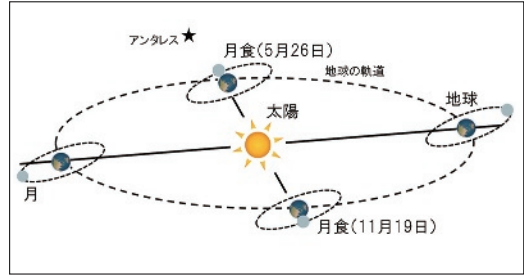 アンタレス
月食(5月26日)
地球の軌道
地球
太陽
月
月食(11月19日)